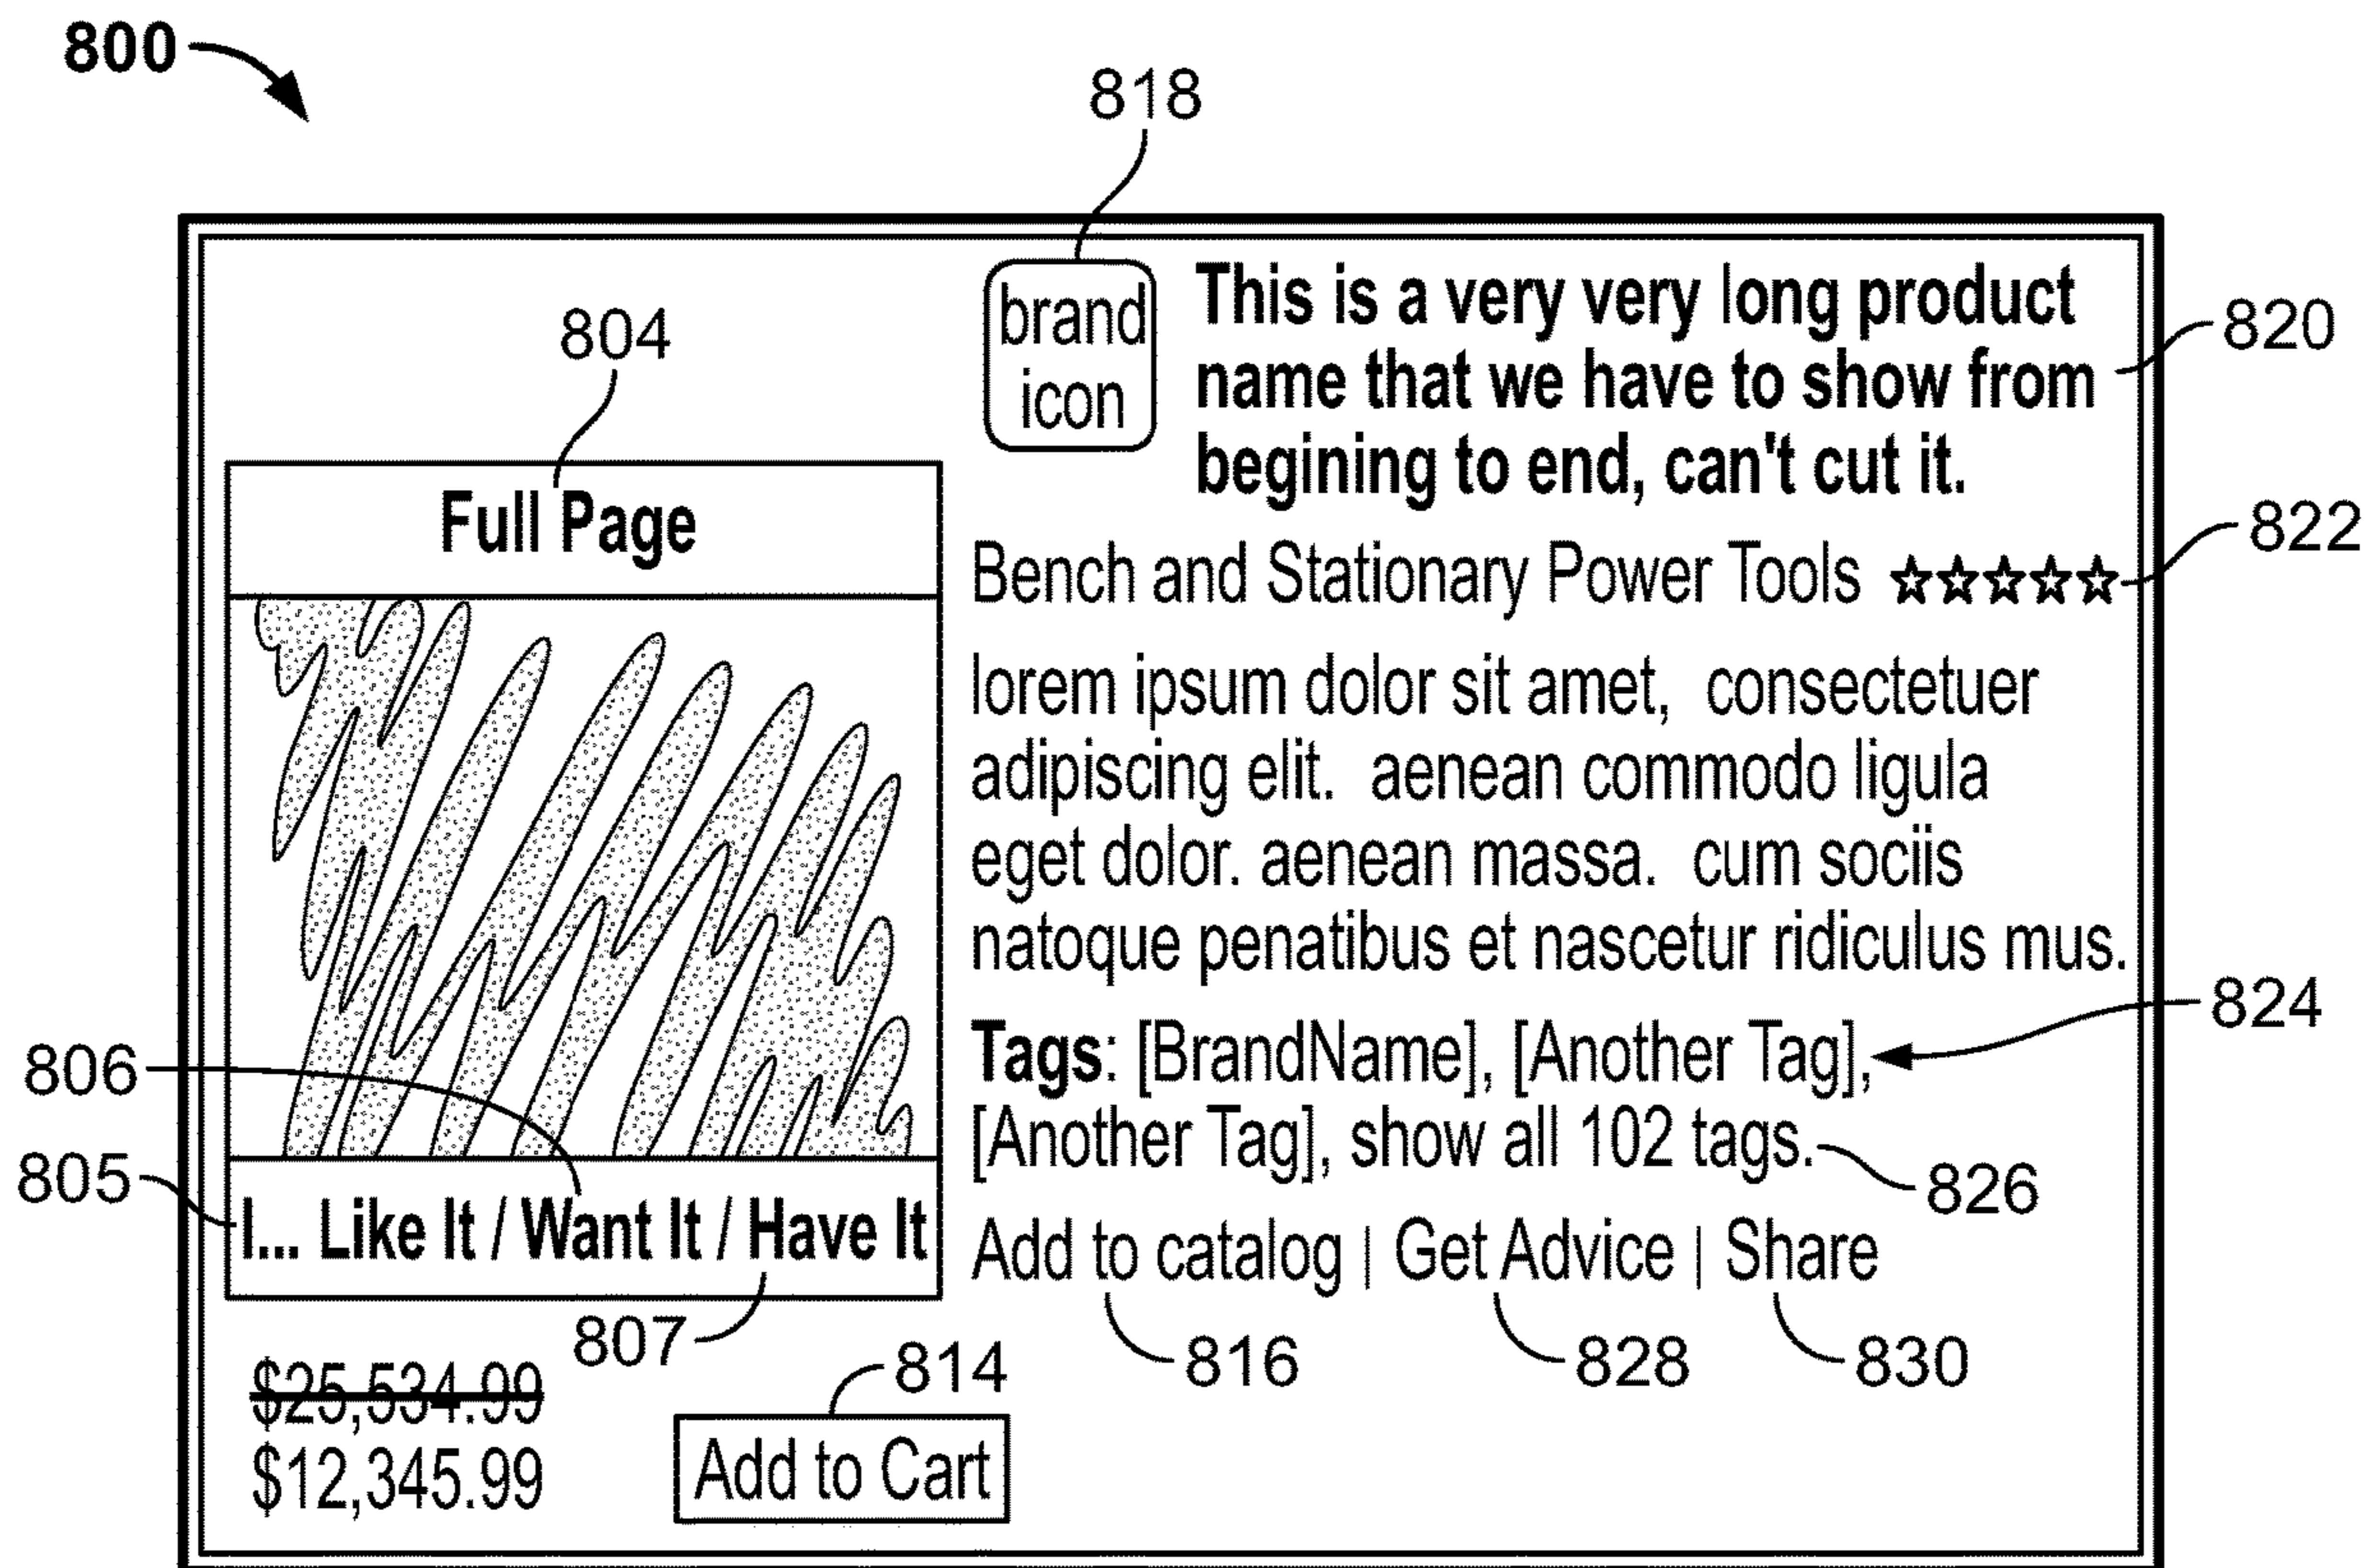 800
818
brand
icon
This is a very very long product
name that we have to show from
begining to end, can't cut it.
820
804
Full Page
Bench and Stationary Power Tools ☆☆☆☆☆
822
lorem ipsum dolor sit amet, consectetuer
adipiscing elit. aenean commodo ligula
eget dolor. aenean massa. cum sociis
natoque penatibus et nascetur ridiculus mus.
824
Tags: [BrandName], [Another Tag],
[Another Tag], show all 102 tags.
826
806
805
I... Like It / Want It / Have It
Add to catalog | Get Advice | Share
807
816
828
830
814
$25,534.99
$12,345.99
Add to Cart